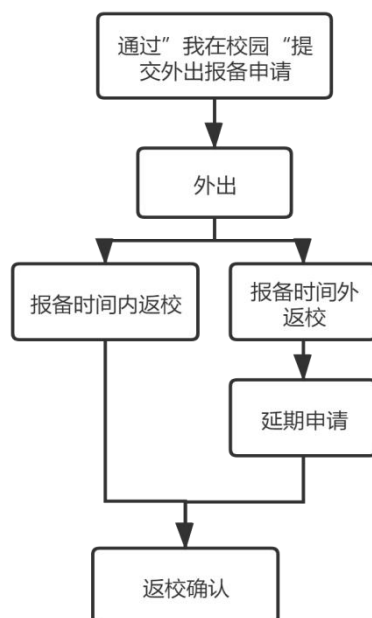 通过”我在校园“提
交外出报备申请
外出
报备时间内返校
报备时间外
返校
延期申请
返校确认